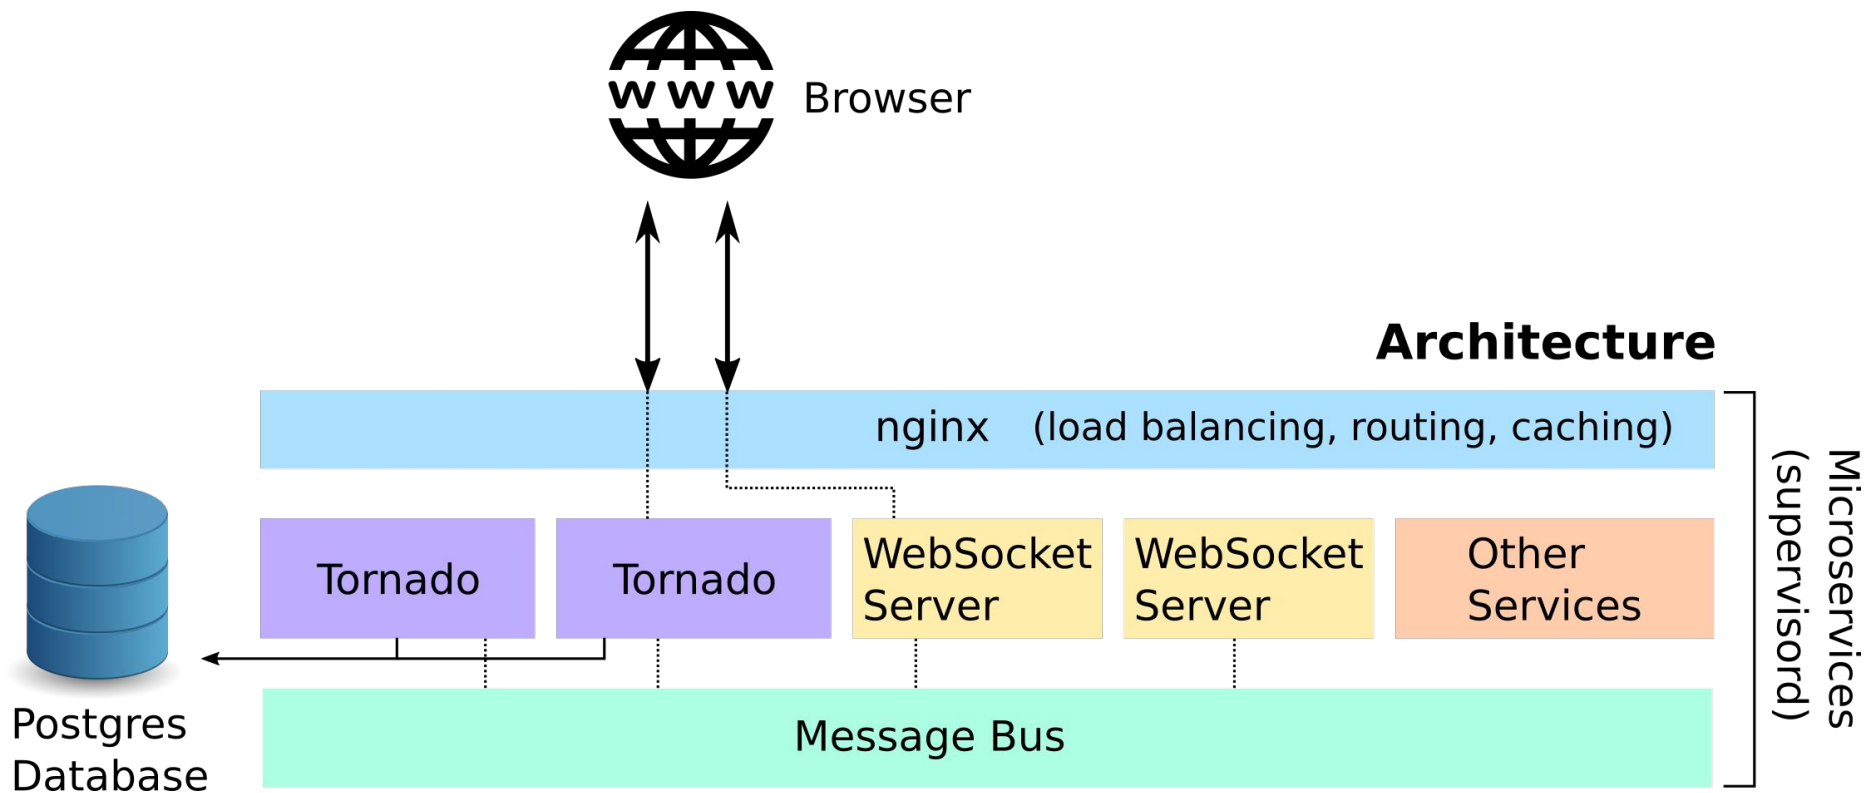 W W W
Browser
Architecture
nginx (load balancing, routing, caching)
Tornado
Tornado
WebSocket
Server
WebSocket
Server
Other
Services
Microservices
(supervisord)
Message Bus
Postgres
Database